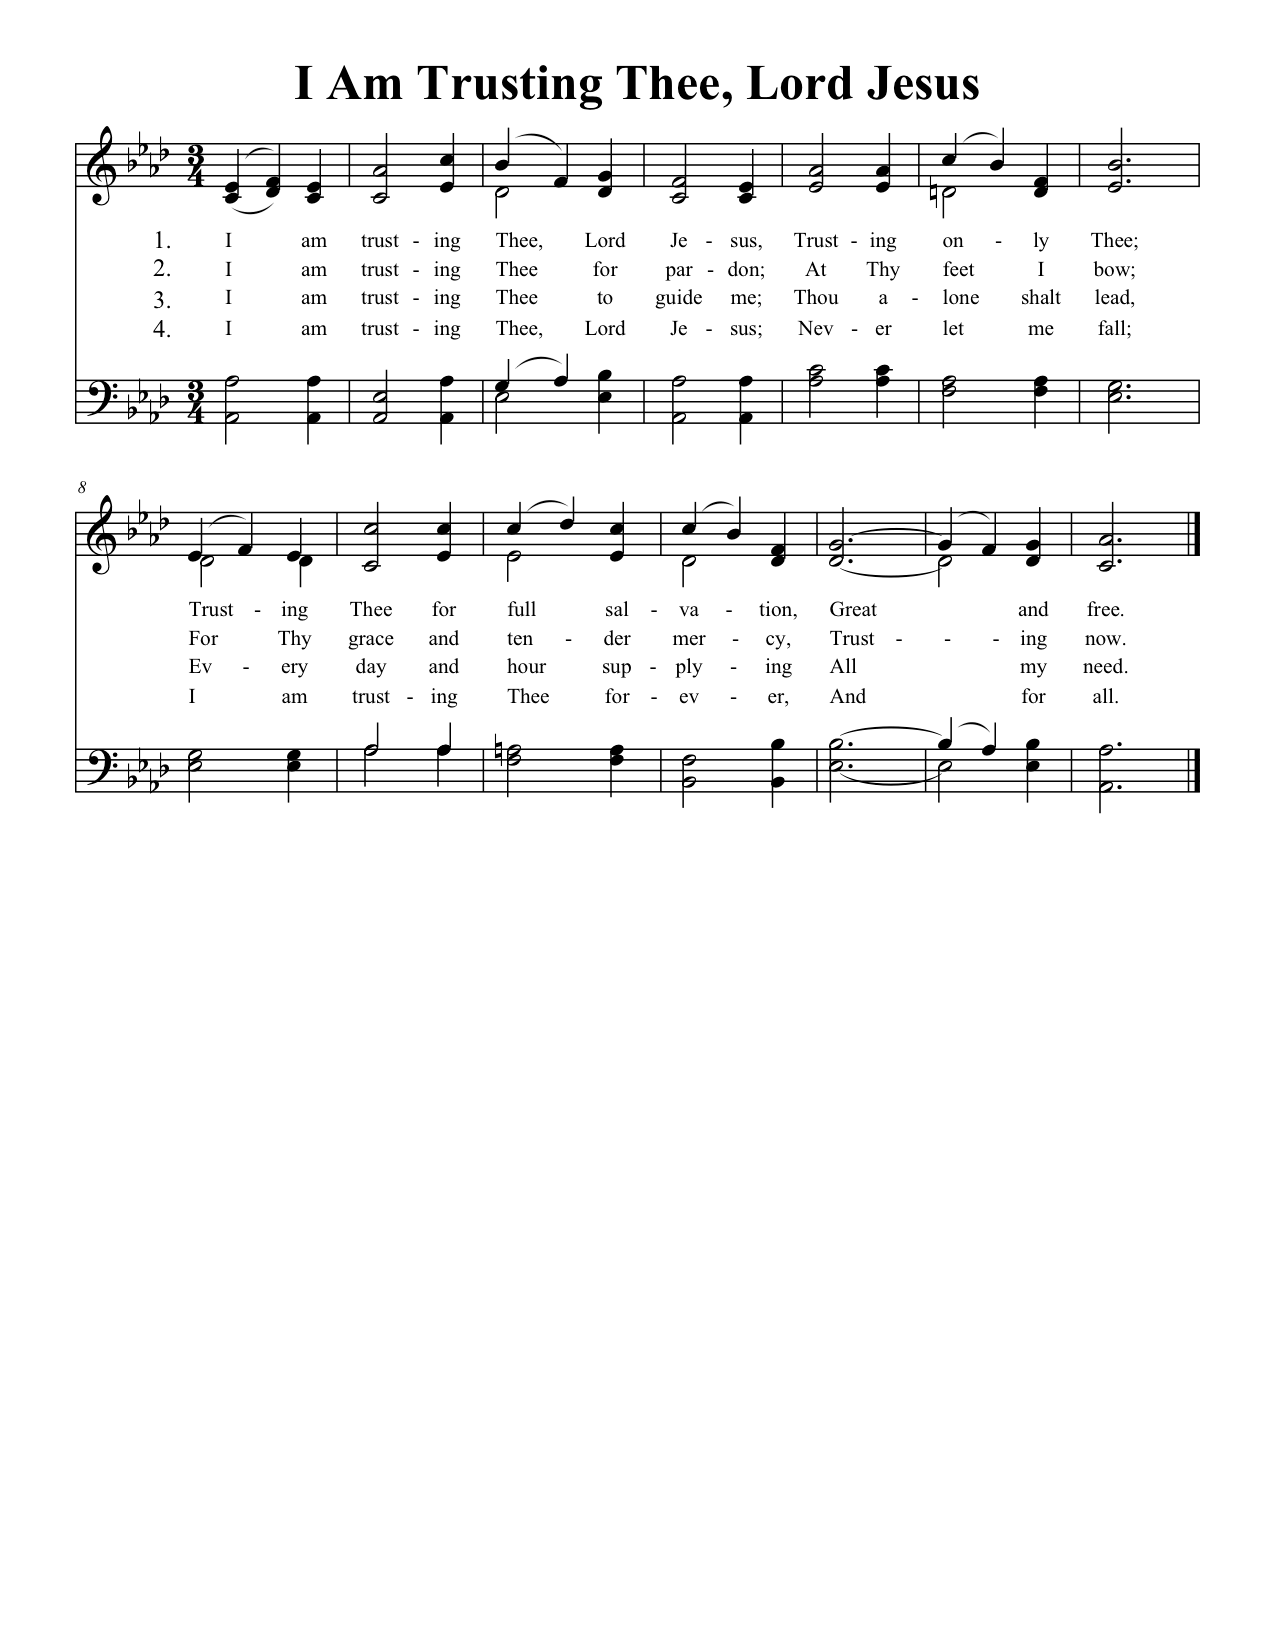 I Am Trusting Thee, Lord Jesus
3
4
1. I am trust - ing Thee, Lord Je - sus, Trust - ing on - ly Thee;
2. I am trust - ing Thee for par - don; At Thy feet I bow;
3. I am trust - ing Thee to guide me; Thou a - lone shalt lead,
4. I am trust - ing Thee, Lord Je - sus; Nev - er let me fall;
3
4
8
Trust - ing Thee for full sal - va - tion, Great and free.
For Thy grace and ten - der mer - cy, Trust - - - ing now.
Ev - ery day and hour sup - ply - ing All my need.
I am trust - ing Thee for - ev - er, And for all.